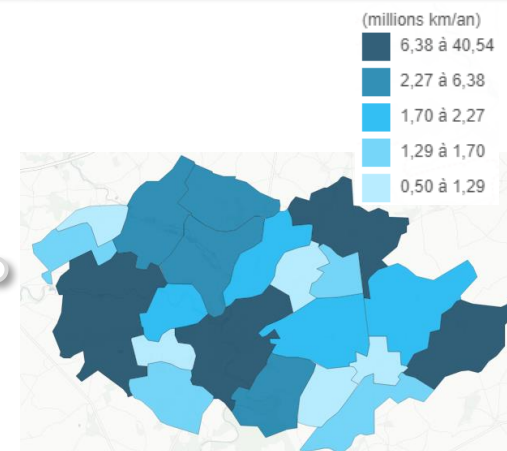 (millions km/an)
6,38 à 40,54
2,27 à 6,38
1,70 à 2,27
1,29 à 1,70
0,50 à 1,29